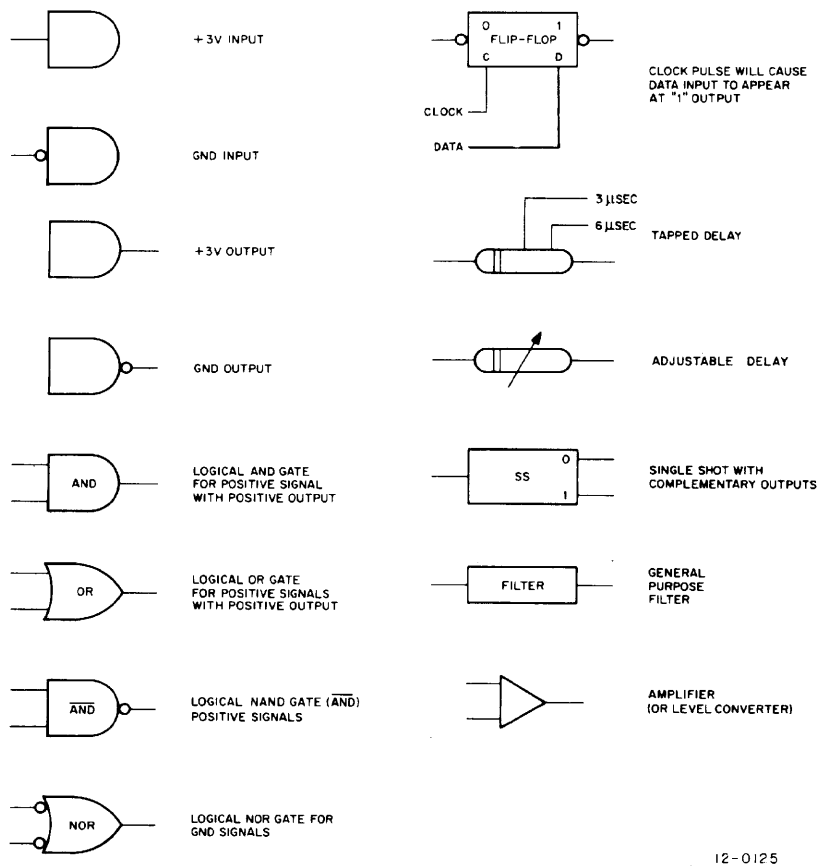 +3V INPUT
GND INPUT
+3V OUTPUT
GND OUTPUT
AND
LOGICAL AND GATE
FOR POSITIVE SIGNAL
WITH POSITIVE OUTPUT
OR
LOGICAL OR GATE
FOR POSITIVE SIGNALS
WITH POSITIVE OUTPUT
A̅N̅D̅
LOGICAL NAND GATE (A̅N̅D̅)
POSITIVE SIGNALS
NOR
LOGICAL NOR GATE FOR
GND SIGNALS
0 1
FLIP-FLOP
C D
CLOCK
DATA
CLOCK PULSE WILL CAUSE
DATA INPUT TO APPEAR
AT "1" OUTPUT
3 μSEC
6 μSEC
TAPPED DELAY
ADJUSTABLE DELAY
0
SS
1
SINGLE SHOT WITH
COMPLEMENTARY OUTPUTS
FILTER
GENERAL
PURPOSE
FILTER
AMPLIFIER
(OR LEVEL CONVERTER)
12-0125